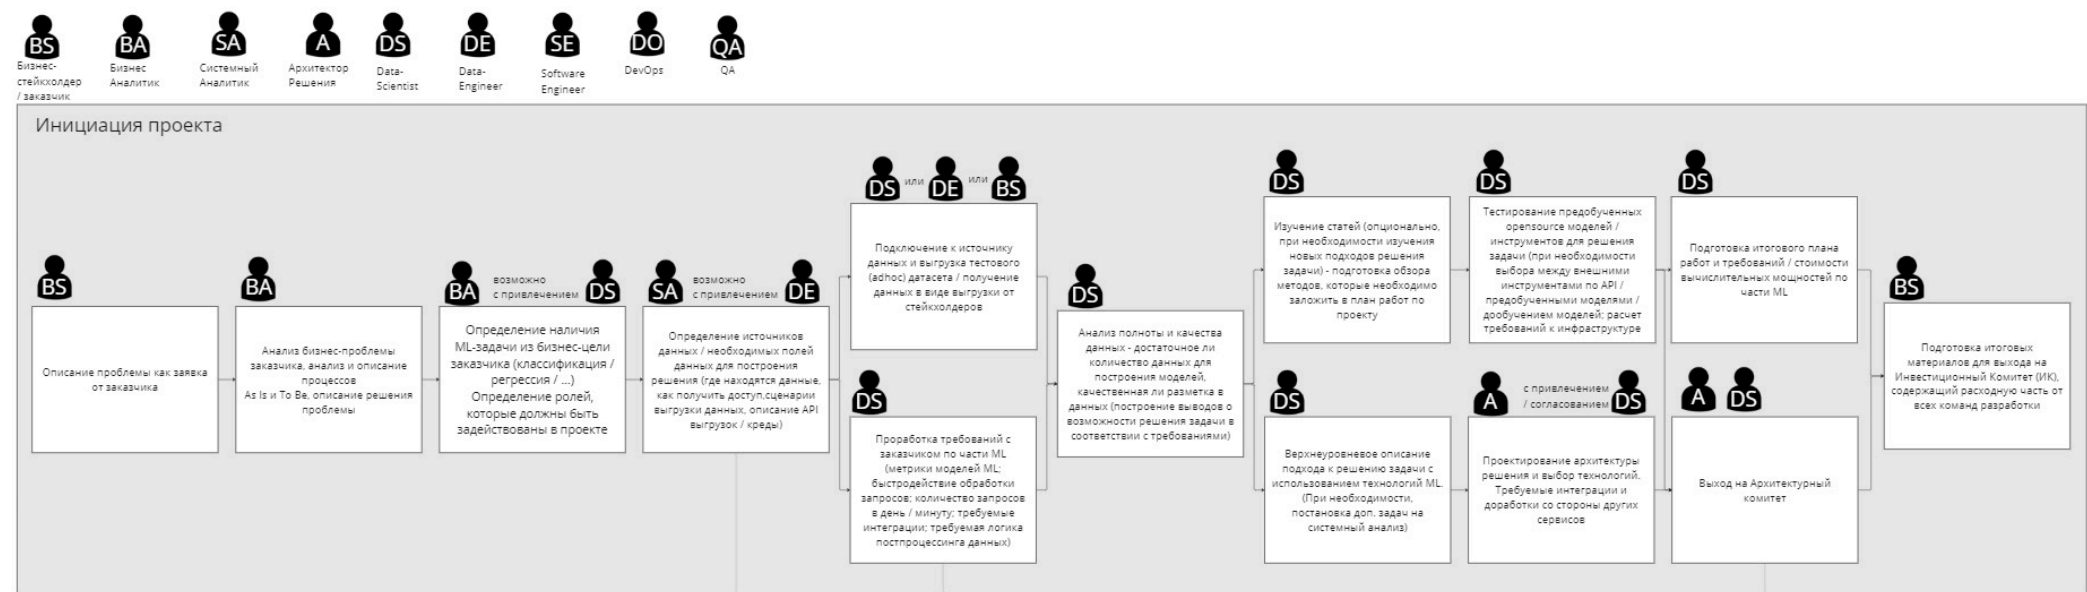 BS
Бизнес-
стейкхолдер
/ заказчик
BA
Бизнес
Аналитик
SA
Системный
Аналитик
A
Архитектор
Решения
DS
Data-
Scientist
DE
Data-
Engineer
SE
Software
Engineer
DO
DevOps
QA
QA
Инициация проекта
BS
Описание проблемы как заявка
от заказчика
BA
Анализ бизнес-проблемы
заказчика, анализ и описание
процессов
As Is и To Be, описание решения
проблемы
BA
возможно
с привлечением
DS
Определение наличия
ML-задачи из бизнес-цели
заказчика (классификация /
регрессия / ...)
Определение ролей,
которые должны быть
задействованы в проекте
SA
возможно
с привлечением
DE
Определение источников
данных / необходимых полей
данных для построения
решения (где находятся данные,
как получить доступ,сценарии
выгрузки данных, описание API
выгрузок / креды)
DS или DE или BS
Подключение к источнику
данных и выгрузка тестового
(adhoc) датасета / получение
данных в виде выгрузки от
стейкхолдеров
DS
Проработка требований с
заказчиком по части ML
(метрики моделей ML;
быстродействие обработки
запросов; количество запросов
в день / минуту; требуемые
интеграции; требуемая логика
постпроцессинга данных)
DS
Анализ полноты и качества
данных - достаточное ли
количество данных для
построения моделей,
качественная ли разметка в
данных (построение выводов о
возможности решения задачи в
соответствии с требованиями)
DS
Изучение статей (опционально,
при необходимости изучения
новых подходов решения
задачи) - подготовка обзора
методов, которые необходимо
заложить в план работ по
проекту
DS
Верхнеуровневое описание
подхода к решению задачи с
использованием технологий ML.
(При необходимости,
постановка доп. задач на
системный анализ)
DS
Тестирование предобученных
opensource моделей /
инструментов для решения
задачи (при необходимости
выбора между внешними
инструментами по API /
предобученными моделями /
дообучением моделей; расчет
требований к инфраструктуре
A
с привлечением
/ согласованием
DS
Проектирование архитектуры
решения и выбор технологий.
Требуемые интеграции и
доработки со стороны других
сервисов
DS
Подготовка итогового плана
работ и требований / стоимости
вычислительных мощностей по
части ML
A DS
Выход на Архитектурный
комитет
BS
Подготовка итоговых
материалов для выхода на
Инвестиционный Комитет (ИК),
содержащий расходную часть от
всех команд разработки